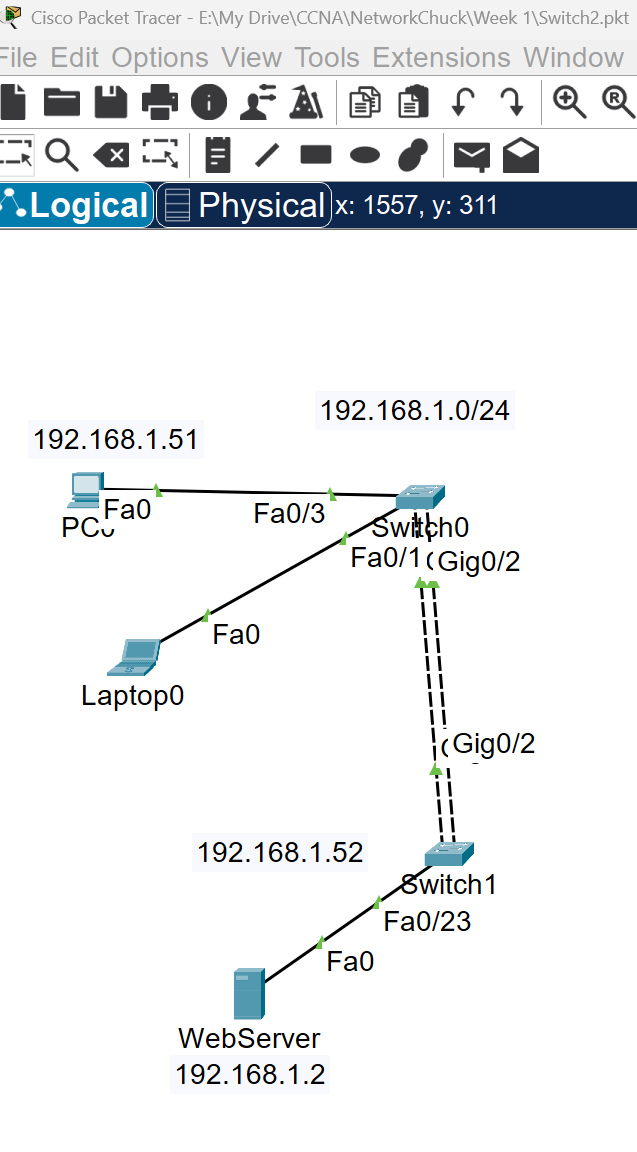 Cisco Packet Tracer - E:\My Drive\CCNA\NetworkChuck\Week 1\Switch2.pkt
File Edit Options View Tools Extensions Window
Logical Physical x: 1557, y: 311
192.168.1.0/24
192.168.1.51
Fa0
Fa0/3
PC0
Switch0
Fa0/1
Gig0/2
Fa0
Laptop0
Gig0/2
192.168.1.52
Switch1
Fa0/23
Fa0
WebServer
192.168.1.2